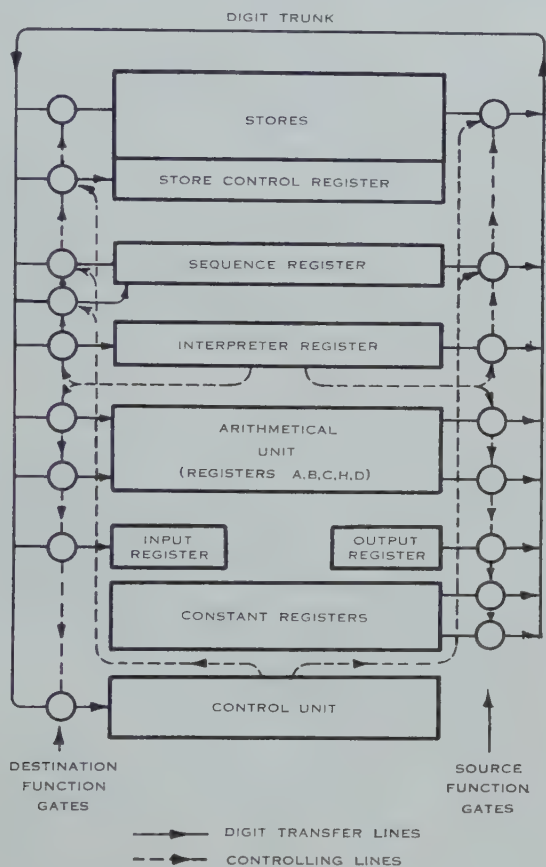 DIGIT TRUNK
STORES
STORE CONTROL REGISTER
SEQUENCE REGISTER
INTERPRETER REGISTER
ARITHMETICAL
UNIT
(REGISTERS A,B,C,H,D)
INPUT
REGISTER
OUTPUT
REGISTER
CONSTANT REGISTERS
CONTROL UNIT
DESTINATION
FUNCTION
GATES
SOURCE
FUNCTION
GATES
DIGIT TRANSFER LINES
CONTROLLING LINES